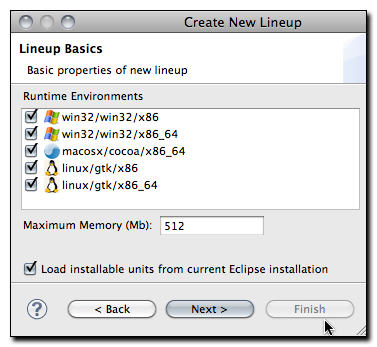 Create New Lineup
Lineup Basics
Basic properties of new lineup
Runtime Environments
win32/win32/x86
win32/win32/x86_64
macosx/cocoa/x86_64
linux/gtk/x86
linux/gtk/x86_64
Maximum Memory (Mb): 512
Load installable units from current Eclipse installation
? < Back Next > Finish